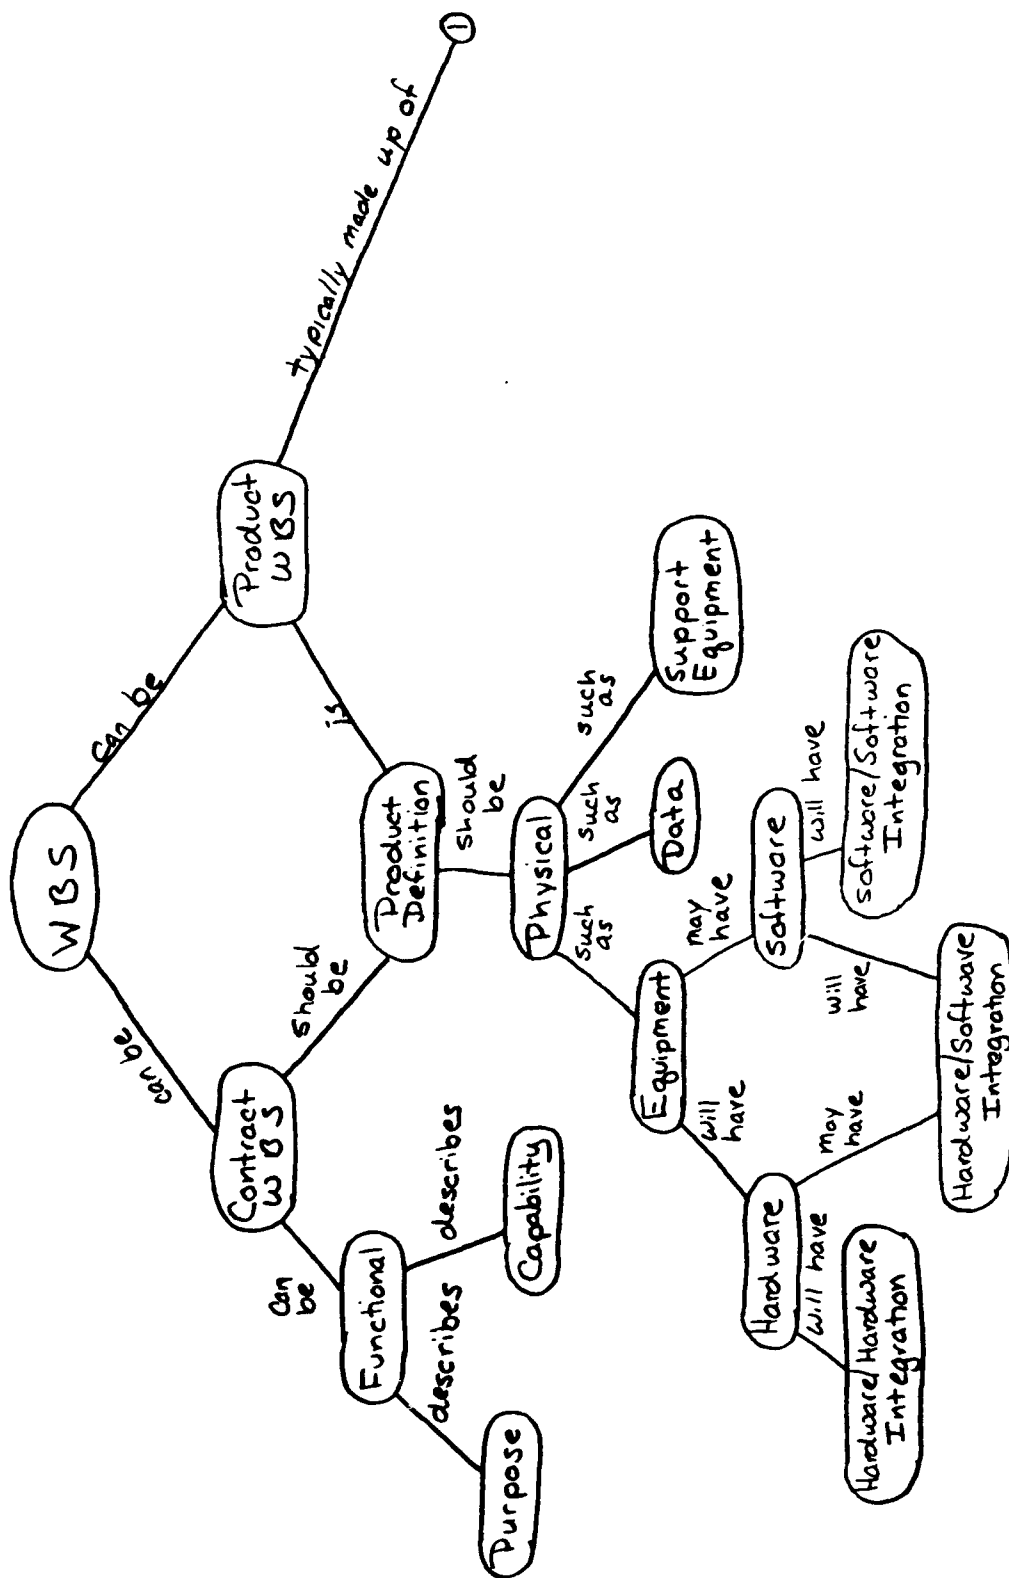 WBS
can be
can be
Contract
WBS
Product
WBS
can
be
should
be
is
typically made up of
1
Functional
Product
Definition
describes
describes
should
be
Purpose
Capability
Physical
such
as
such
as
such
as
Equipment
Data
Support
Equipment
will
have
may
have
Hardware
Software
will have
may
have
will
have
will have
Hardware/Hardware
Integration
Hardware/Software
Integration
Software/Software
Integration